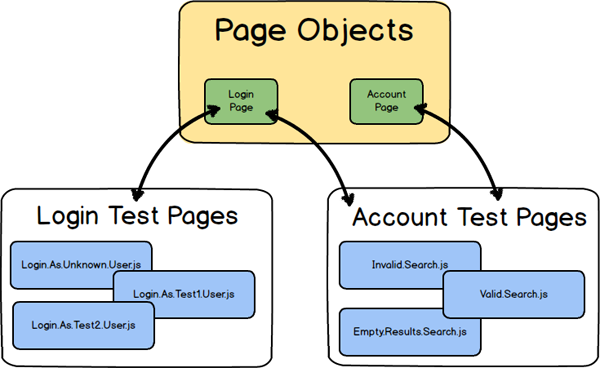 Page Objects
Login
Page
Account
Page
Login Test Pages
Login.As.Unknown.User.js
Login.As.Test1.User.js
Login.As.Test2.User.js
Account Test Pages
Invalid.Search.js
Valid.Search.js
Empty.Results.Search.js